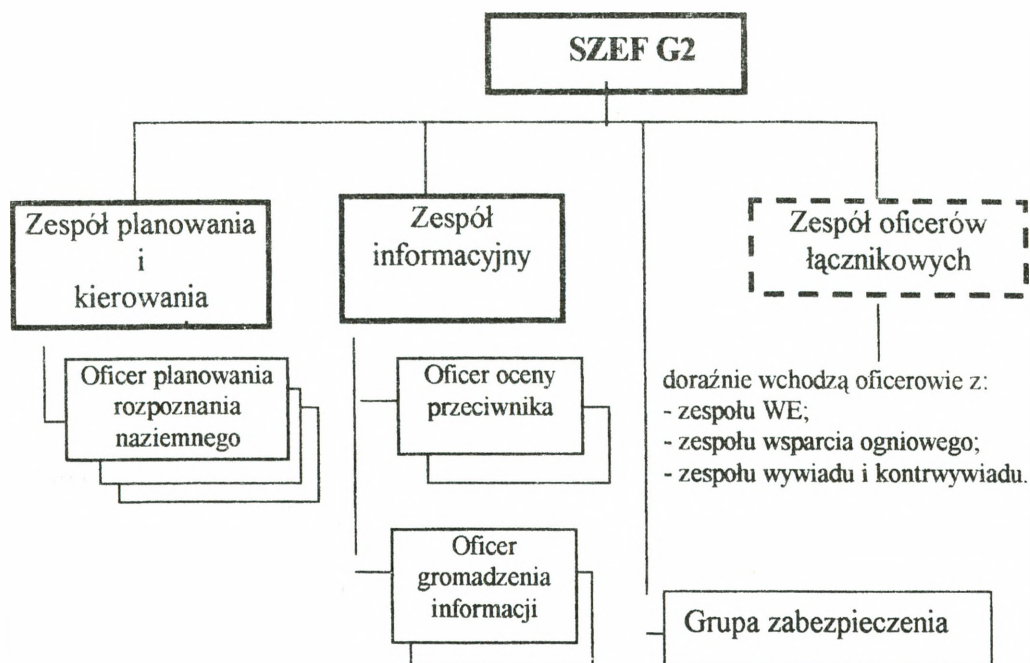 SZEF G2
Zespół planowania
i
kierowania
Zespół
informacyjny
Zespół oficerów
łącznikowych
Oficer planowania
rozpoznania
naziemnego
Oficer oceny
przeciwnika
doraźnie wchodzą oficerowie z:
- zespołu WE;
- zespołu wsparcia ogniowego;
- zespołu wywiadu i kontrwywiadu.
Oficer
gromadzenia
informacji
Grupa zabezpieczenia